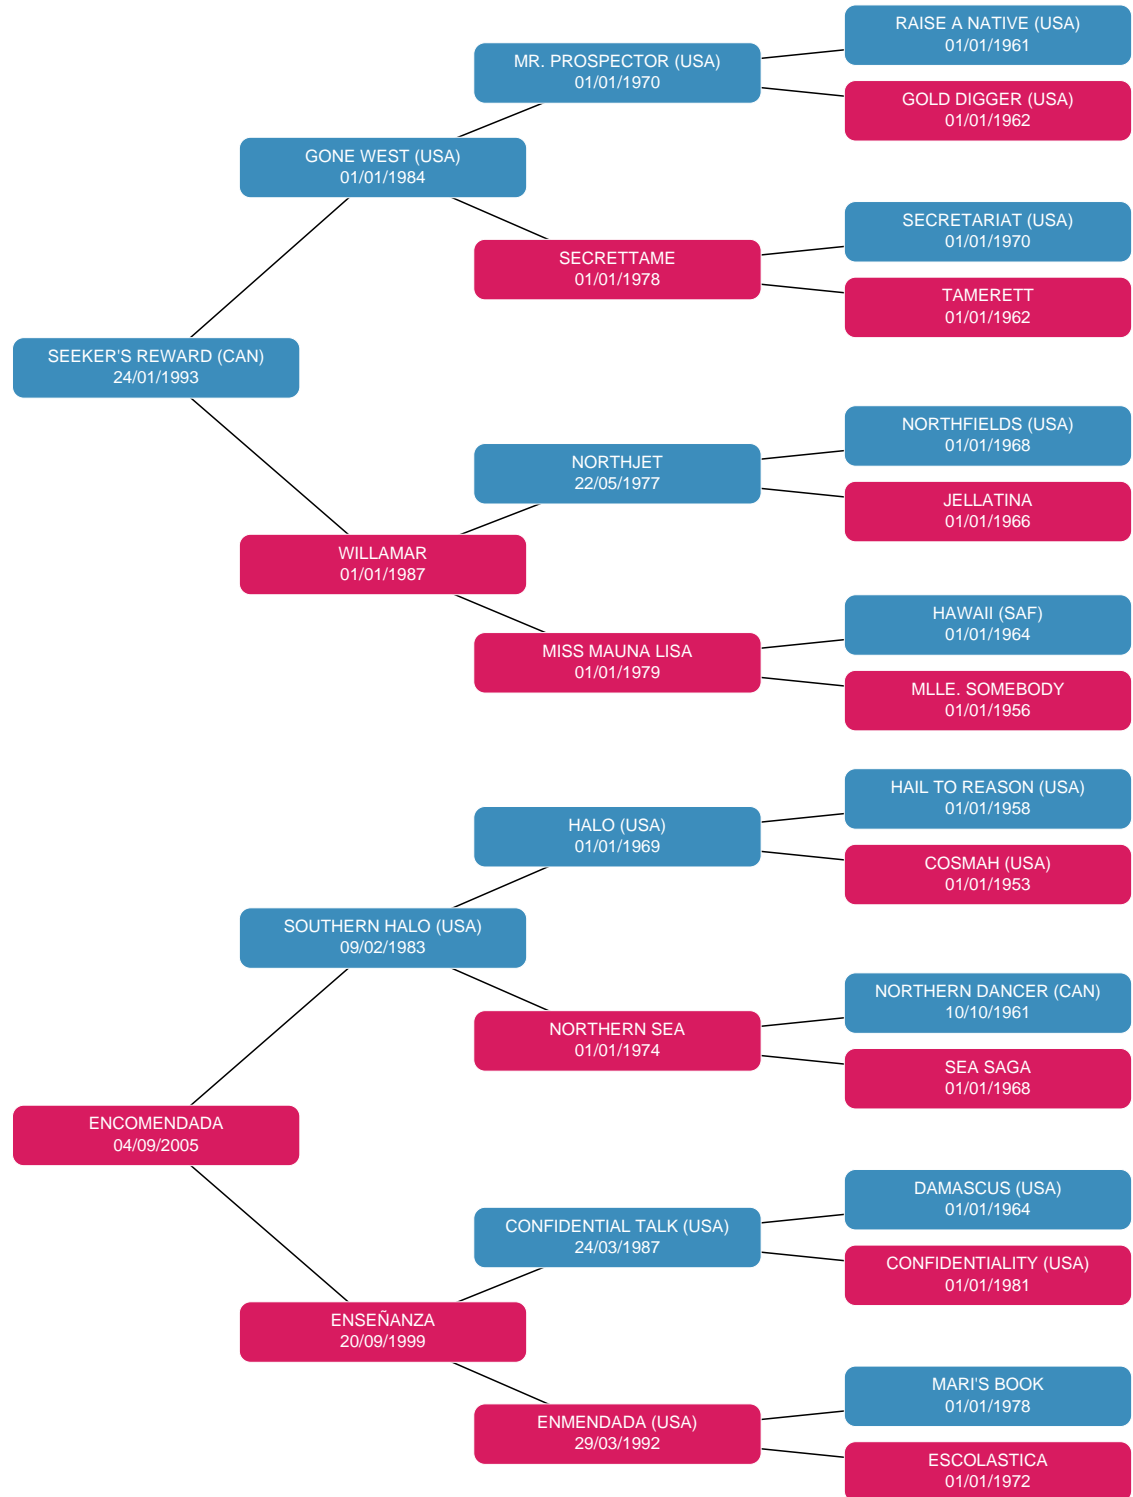 RAISE A NATIVE (USA)
01/01/1961
MR. PROSPECTOR (USA)
01/01/1970
GOLD DIGGER (USA)
01/01/1962
GONE WEST (USA)
01/01/1984
SECRETARIAT (USA)
01/01/1970
SECRETTAME
01/01/1978
TAMERETT
01/01/1962
SEEKER'S REWARD (CAN)
24/01/1993
NORTHFIELDS (USA)
01/01/1968
NORTHJET
22/05/1977
JELLATINA
01/01/1966
WILLAMAR
01/01/1987
HAWAII (SAF)
01/01/1964
MISS MAUNA LISA
01/01/1979
MLLE. SOMEBODY
01/01/1956
HAIL TO REASON (USA)
01/01/1958
HALO (USA)
01/01/1969
COSMAH (USA)
01/01/1953
SOUTHERN HALO (USA)
09/02/1983
NORTHERN DANCER (CAN)
10/10/1961
NORTHERN SEA
01/01/1974
SEA SAGA
01/01/1968
ENCOMENDADA
04/09/2005
DAMASCUS (USA)
01/01/1964
CONFIDENTIAL TALK (USA)
24/03/1987
CONFIDENTIALITY (USA)
01/01/1981
ENSEÑANZA
20/09/1999
MARI'S BOOK
01/01/1978
ENMENDADA (USA)
29/03/1992
ESCOLASTICA
01/01/1972